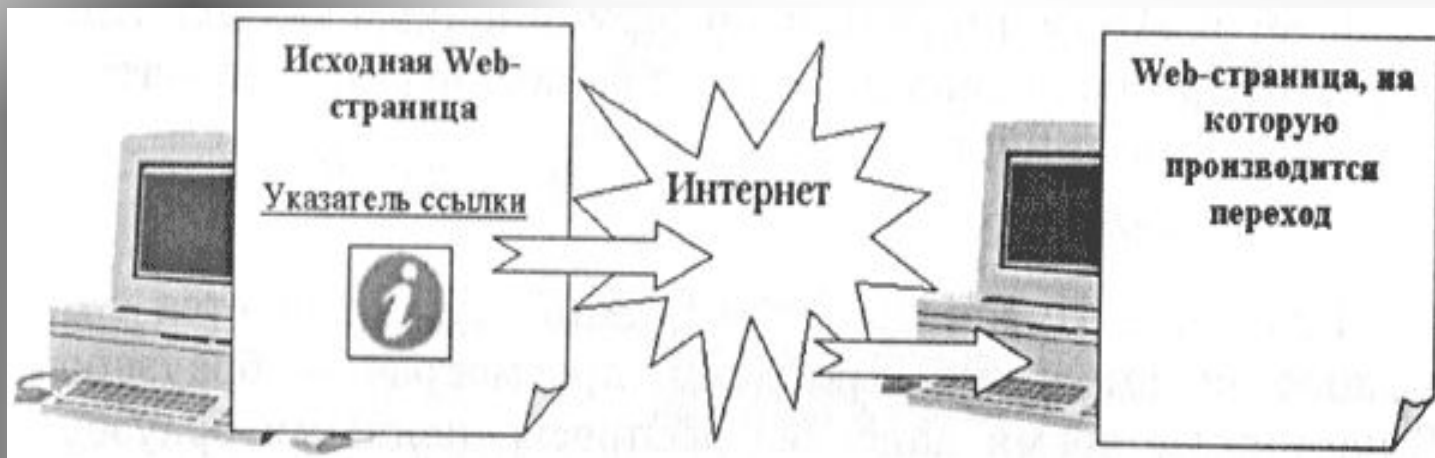 Исходная Web-
страница
Указатель ссылки
i
Интернет
Web-страница, на
которую
производится
переход